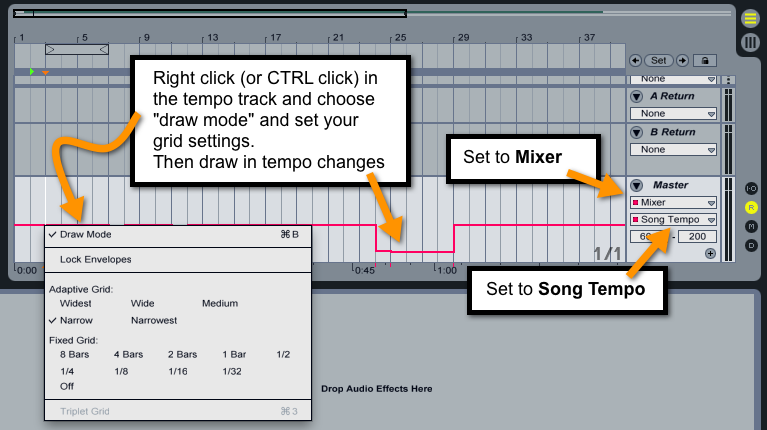 1 5 9 13 17 21 25 29 33 37
Set
None
A Return
None
B Return
None
Right click (or CTRL click) in
the tempo track and choose
"draw mode" and set your
grid settings.
Then draw in tempo changes
Set to Mixer
Master
Mixer
Song Tempo
- 200
1/1
I·O
R
M
D
0:00
0:45
1:00
Set to Song Tempo
✓ Draw Mode ⌘B
Lock Envelopes
Adaptive Grid:
Widest Wide Medium
✓ Narrow Narrowest
Fixed Grid:
8 Bars 4 Bars 2 Bars 1 Bar 1/2
1/4 1/8 1/16 1/32
Off
Triplet Grid ⌘3
Drop Audio Effects Here